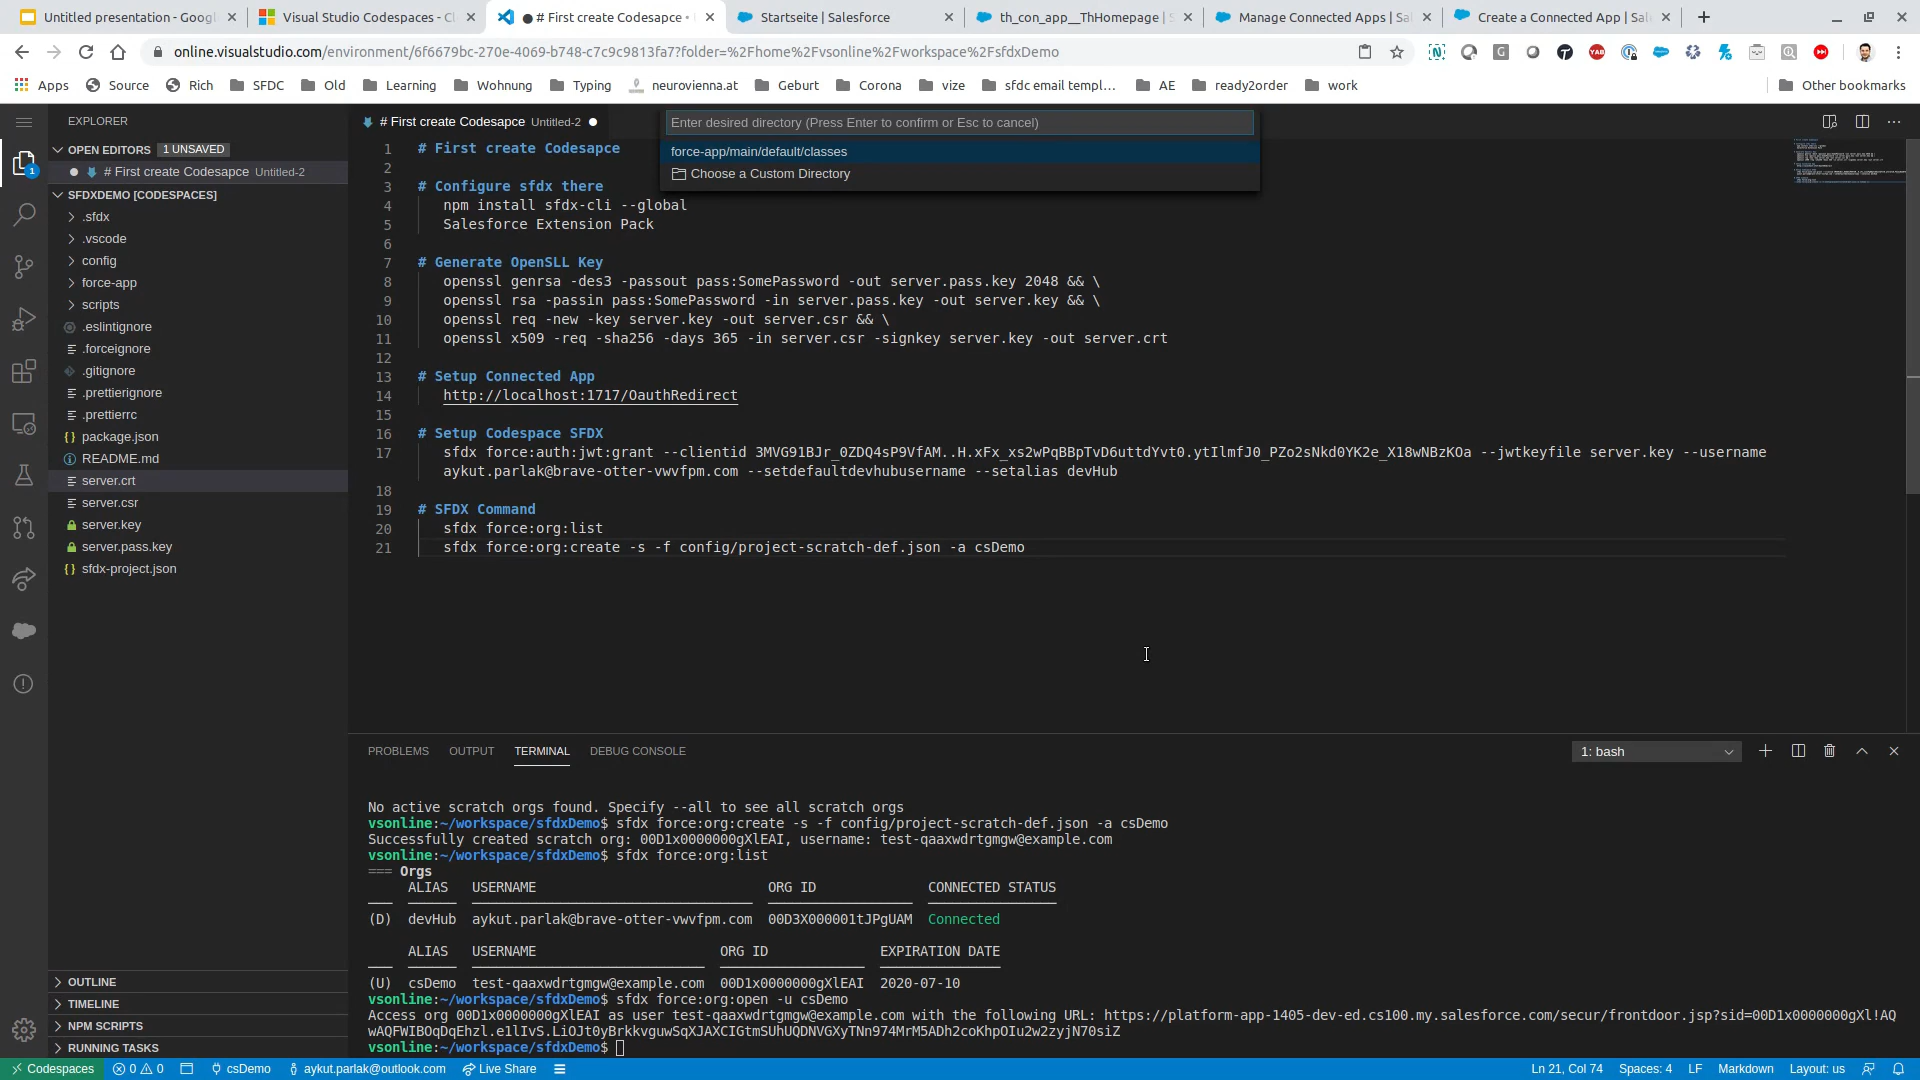 Untitled presentation - Googl
Visual Studio Codespaces - Cl
● # First create Codesapce •
Startseite | Salesforce
th_con_app__ThHomepage | S
Manage Connected Apps | Sal
Create a Connected App | Sal
online.visualstudio.com/environment/6f6679bc-270e-4069-b748-c7c9c9813fa7?folder=%2Fhome%2Fvsonline%2Fworkspace%2FsfdxDemo
Apps
Source
Rich
SFDC
Old
Learning
Wohnung
Typing
neurovienna.at
Geburt
Corona
vize
sfdc email templ…
AE
ready2order
work
Other bookmarks
EXPLORER
# First create Codesapce Untitled-2
Enter desired directory (Press Enter to confirm or Esc to cancel)
force-app/main/default/classes
Choose a Custom Directory
OPEN EDITORS 1 UNSAVED
# First create Codesapce Untitled-2
SFDXDEMO [CODESPACES]
.sfdx
.vscode
config
force-app
scripts
.eslintignore
.forceignore
.gitignore
.prettierignore
.prettierrc
package.json
README.md
server.crt
server.csr
server.key
server.pass.key
sfdx-project.json
OUTLINE
TIMELINE
NPM SCRIPTS
RUNNING TASKS
1 # First create Codesapce
2
3 # Configure sfdx there
4 npm install sfdx-cli --global
5 Salesforce Extension Pack
6
7 # Generate OpenSLL Key
8 openssl genrsa -des3 -passout pass:SomePassword -out server.pass.key 2048 && \
9 openssl rsa -passin pass:SomePassword -in server.pass.key -out server.key && \
10 openssl req -new -key server.key -out server.csr && \
11 openssl x509 -req -sha256 -days 365 -in server.csr -signkey server.key -out server.crt
12
13 # Setup Connected App
14 http://localhost:1717/OauthRedirect
15
16 # Setup Codespace SFDX
17 sfdx force:auth:jwt:grant --clientid 3MVG91BJr_0ZDQ4sP9VfAM..H.xFx_xs2wPqBBpTvD6uttdYvt0.ytIlmfJ0_PZo2sNkd0YK2e_X18wNBzKOa --jwtkeyfile server.key --username
aykut.parlak@brave-otter-vwvfpm.com --setdefaultdevhubusername --setalias devHub
18
19 # SFDX Command
20 sfdx force:org:list
21 sfdx force:org:create -s -f config/project-scratch-def.json -a csDemo
PROBLEMS OUTPUT TERMINAL DEBUG CONSOLE
1: bash
No active scratch orgs found. Specify --all to see all scratch orgs
vsonline:~/workspace/sfdxDemo$ sfdx force:org:create -s -f config/project-scratch-def.json -a csDemo
Successfully created scratch org: 00D1x0000000gXlEAI, username: test-qaaxwdrtgmgw@example.com
vsonline:~/workspace/sfdxDemo$ sfdx force:org:list
=== Orgs
ALIAS USERNAME ORG ID CONNECTED STATUS
(D) devHub aykut.parlak@brave-otter-vwvfpm.com 00D3X000001tJPgUAM Connected
ALIAS USERNAME ORG ID EXPIRATION DATE
(U) csDemo test-qaaxwdrtgmgw@example.com 00D1x0000000gXlEAI 2020-07-10
vsonline:~/workspace/sfdxDemo$ sfdx force:org:open -u csDemo
Access org 00D1x0000000gXlEAI as user test-qaaxwdrtgmgw@example.com with the following URL: https://platform-app-1405-dev-ed.cs100.my.salesforce.com/secur/frontdoor.jsp?sid=00D1x0000000gXl!AQ
wAQFWIBOqDqEhzl.e1lIvS.LiOJt0yBrkkvguwSqXJAXCIGtmSUhUQDNVGXyTNn974MrM5ADh2coKhpOIu2w2zyjN70siZ
vsonline:~/workspace/sfdxDemo$
Codespaces
0 0
csDemo
aykut.parlak@outlook.com
Live Share
Ln 21, Col 74
Spaces: 4
LF
Markdown
Layout: us